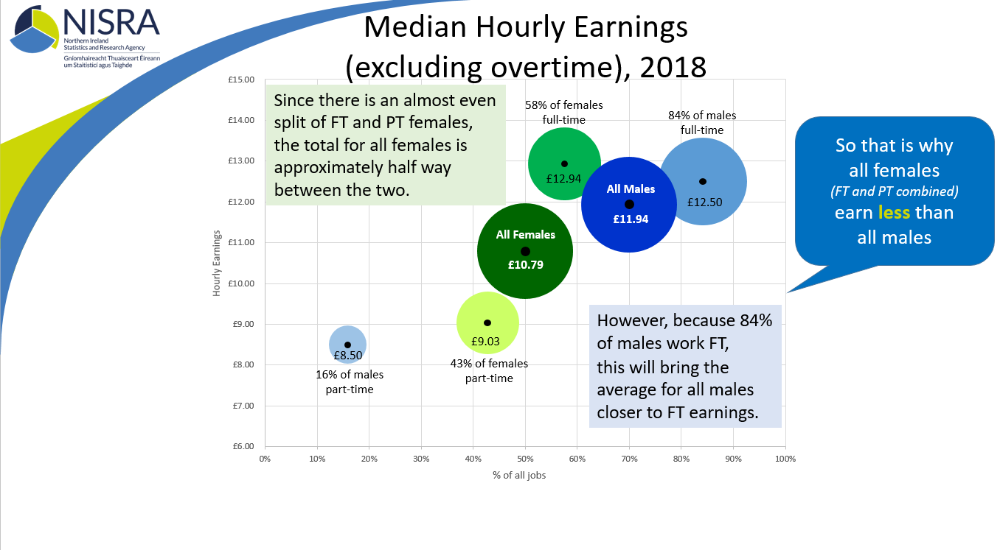 NISRA
Northern Ireland
Statistics and Research Agency
Gníomhaireacht Thuaisceart Éireann
um Staitisticí agus Taighde
Median Hourly Earnings
(excluding overtime), 2018
Since there is an almost even
split of FT and PT females,
the total for all females is
approximately half way
between the two.
58% of females
full-time
84% of males
full-time
£12.94
All Males
£11.94
£12.50
All Females
£10.79
£9.03
43% of females
part-time
£8.50
16% of males
part-time
So that is why
all females
(FT and PT combined)
earn less than
all males
However, because 84%
of males work FT,
this will bring the
average for all males
closer to FT earnings.
Hourly Earnings
£15.00
£14.00
£13.00
£12.00
£11.00
£10.00
£9.00
£8.00
£7.00
£6.00
0%
10%
20%
30%
40%
50%
60%
70%
80%
90%
100%
% of all jobs